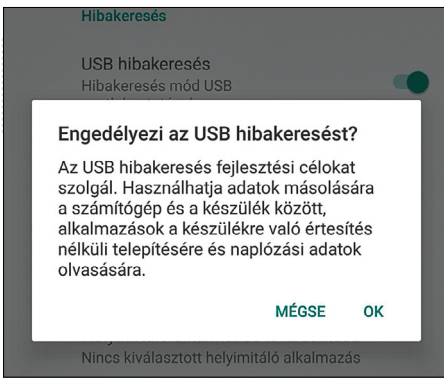 Hibakeresés
USB hibakeresés
Hibakeresés mód USB
Engedélyezi az USB hibakeresést?
Az USB hibakeresés fejlesztési célokat
szolgál. Használhatja adatok másolására
a számítógép és a készülék között,
alkalmazások a készülékre való értesítés
nélküli telepítésére és naplózási adatok
olvasására.
MÉGSE OK
Nincs kiválasztott helyimitáló alkalmazás